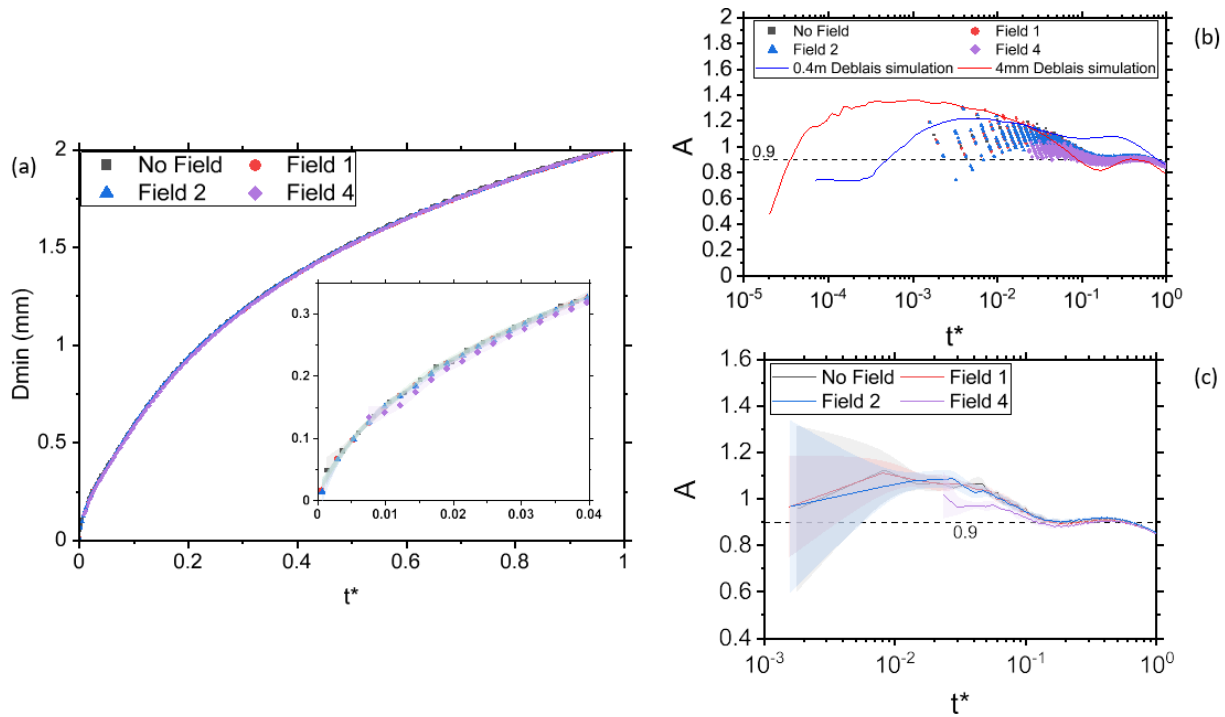 (a)
No Field
Field 1
Field 2
Field 4
Dmin (mm)
2
1.5
1
0.5
0
0
0.2
0.4
0.6
0.8
1
t*
0.3
0.2
0.1
0
0
0.01
0.02
0.03
0.04
(b)
No Field
Field 1
Field 2
Field 4
0.4m Deblais simulation
4mm Deblais simulation
A
2
1.8
1.6
1.4
1.2
1
0.8
0.6
0.4
0.2
0
0.9
10⁻⁵
10⁻⁴
10⁻³
10⁻²
10⁻¹
10⁰
t*
(c)
No Field
Field 1
Field 2
Field 4
A
1.6
1.4
1.2
1
0.8
0.6
0.4
0.9
10⁻³
10⁻²
10⁻¹
10⁰
t*